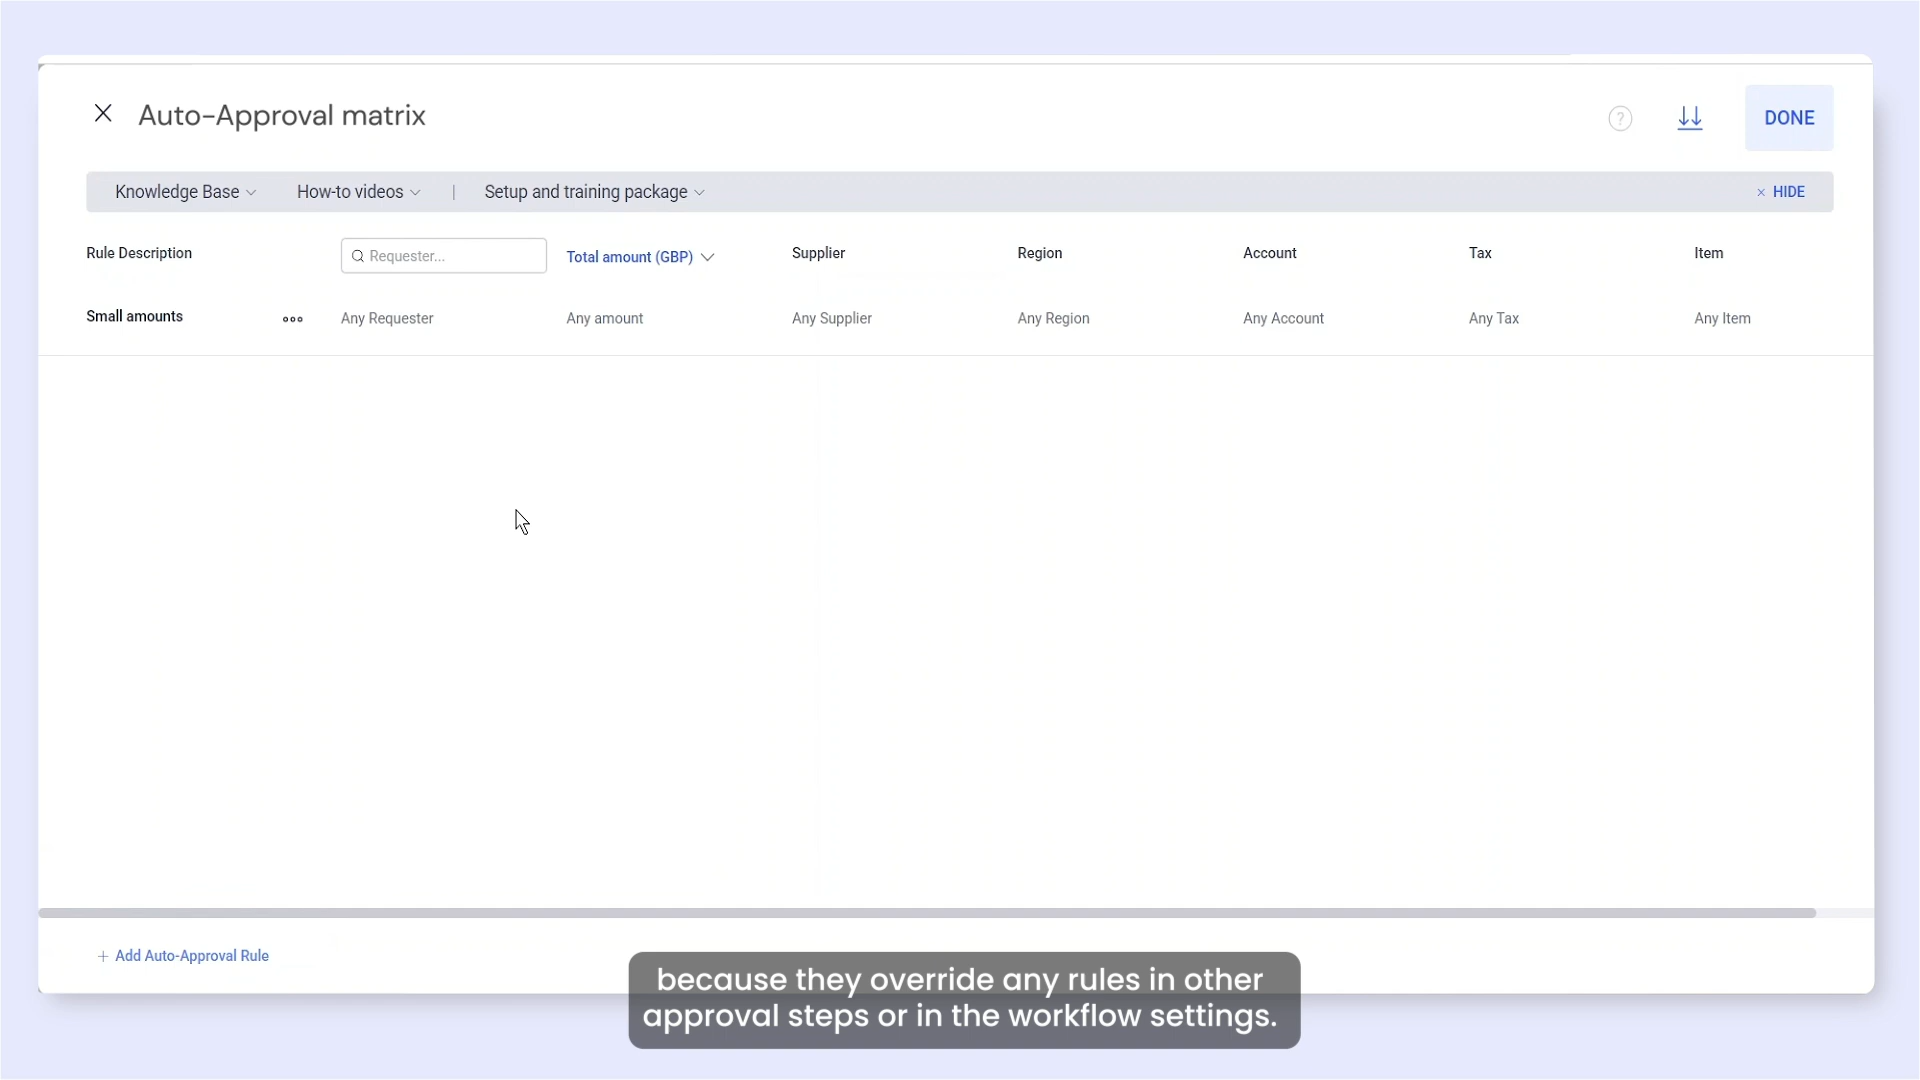 Auto-Approval matrix
?
DONE
Knowledge Base
How-to videos
|
Setup and training package
× HIDE
Rule Description
Requester...
Total amount (GBP)
Supplier
Region
Account
Tax
Item
Small amounts
Any Requester
Any amount
Any Supplier
Any Region
Any Account
Any Tax
Any Item
+ Add Auto-Approval Rule
because they override any rules in other
approval steps or in the workflow settings.